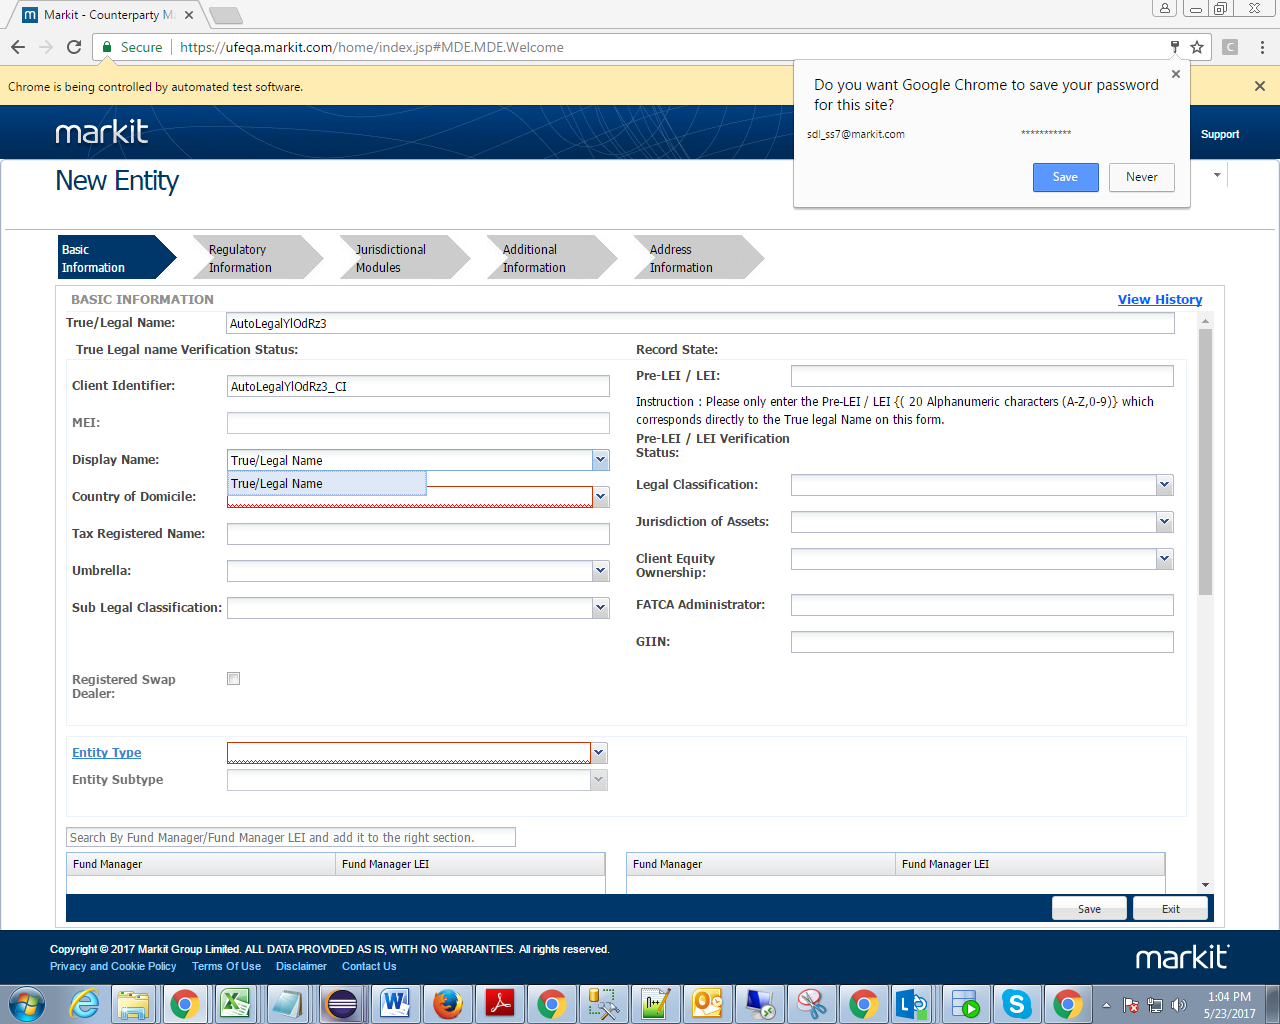 Markit - Counterparty Ma
Secure
https://ufeqa.markit.com/home/index.jsp#MDE.MDE.Welcome
Chrome is being controlled by automated test software.
Do you want Google Chrome to save your password
for this site?
sdl_ss7@markit.com ***********
Save Never
markit
Support
New Entity
Basic
Information
Regulatory
Information
Jurisdictional
Modules
Additional
Information
Address
Information
BASIC INFORMATION
View History
True/Legal Name: AutoLegalYlOdRz3
True Legal name Verification Status:
Record State:
Client Identifier: AutoLegalYlOdRz3_CI
Pre-LEI / LEI:
Instruction : Please only enter the Pre-LEI / LEI {( 20 Alphanumeric characters (A-Z,0-9)} which
corresponds directly to the True legal Name on this form.
MEI:
Pre-LEI / LEI Verification
Status:
Display Name: True/Legal Name
True/Legal Name
Legal Classification:
Country of Domicile:
Jurisdiction of Assets:
Tax Registered Name:
Client Equity
Ownership:
Umbrella:
FATCA Administrator:
Sub Legal Classification:
GIIN:
Registered Swap
Dealer:
Entity Type
Entity Subtype
Search By Fund Manager/Fund Manager LEI and add it to the right section.
Fund Manager Fund Manager LEI
Fund Manager Fund Manager LEI
Save Exit
Copyright © 2017 Markit Group Limited. ALL DATA PROVIDED AS IS, WITH NO WARRANTIES. All rights reserved.
Privacy and Cookie Policy Terms Of Use Disclaimer Contact Us
markit
1:04 PM
5/23/2017